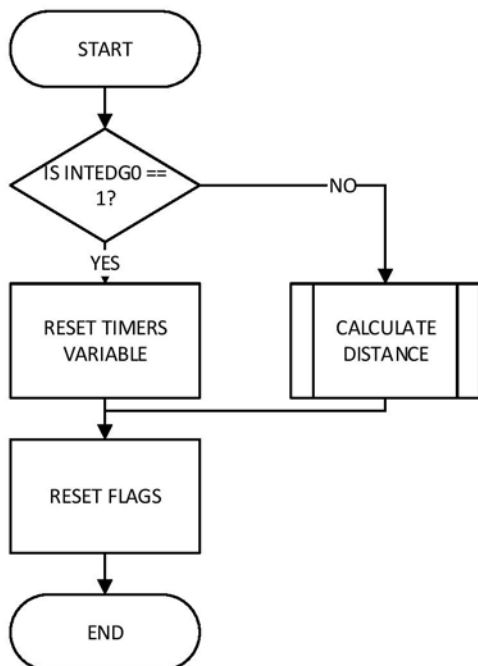 START
IS INTEDG0 ==
1?
NO
YES
RESET TIMERS
VARIABLE
CALCULATE
DISTANCE
RESET FLAGS
END